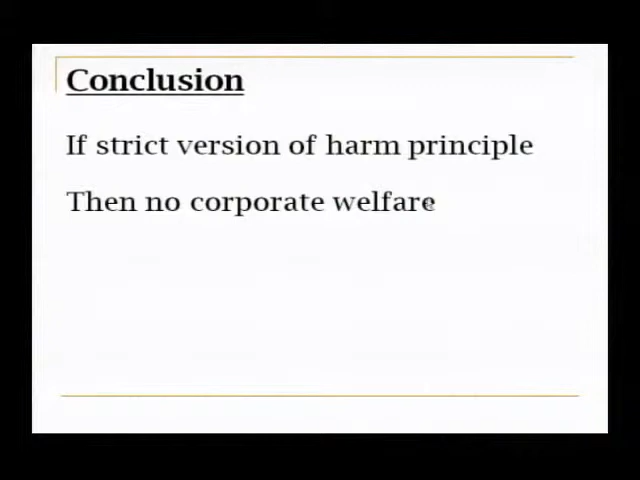 Conclusion
If strict version of harm principle
Then no corporate welfare